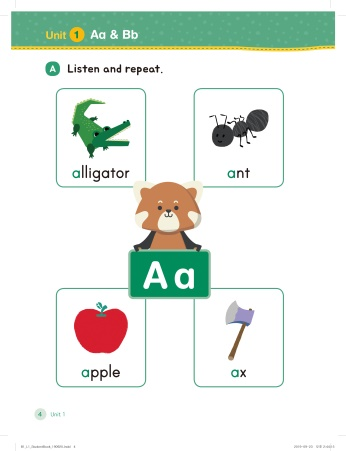 Unit 1 Aa & Bb
A Listen and repeat.
alligator
ant
Aa
apple
ax
4 Unit 1